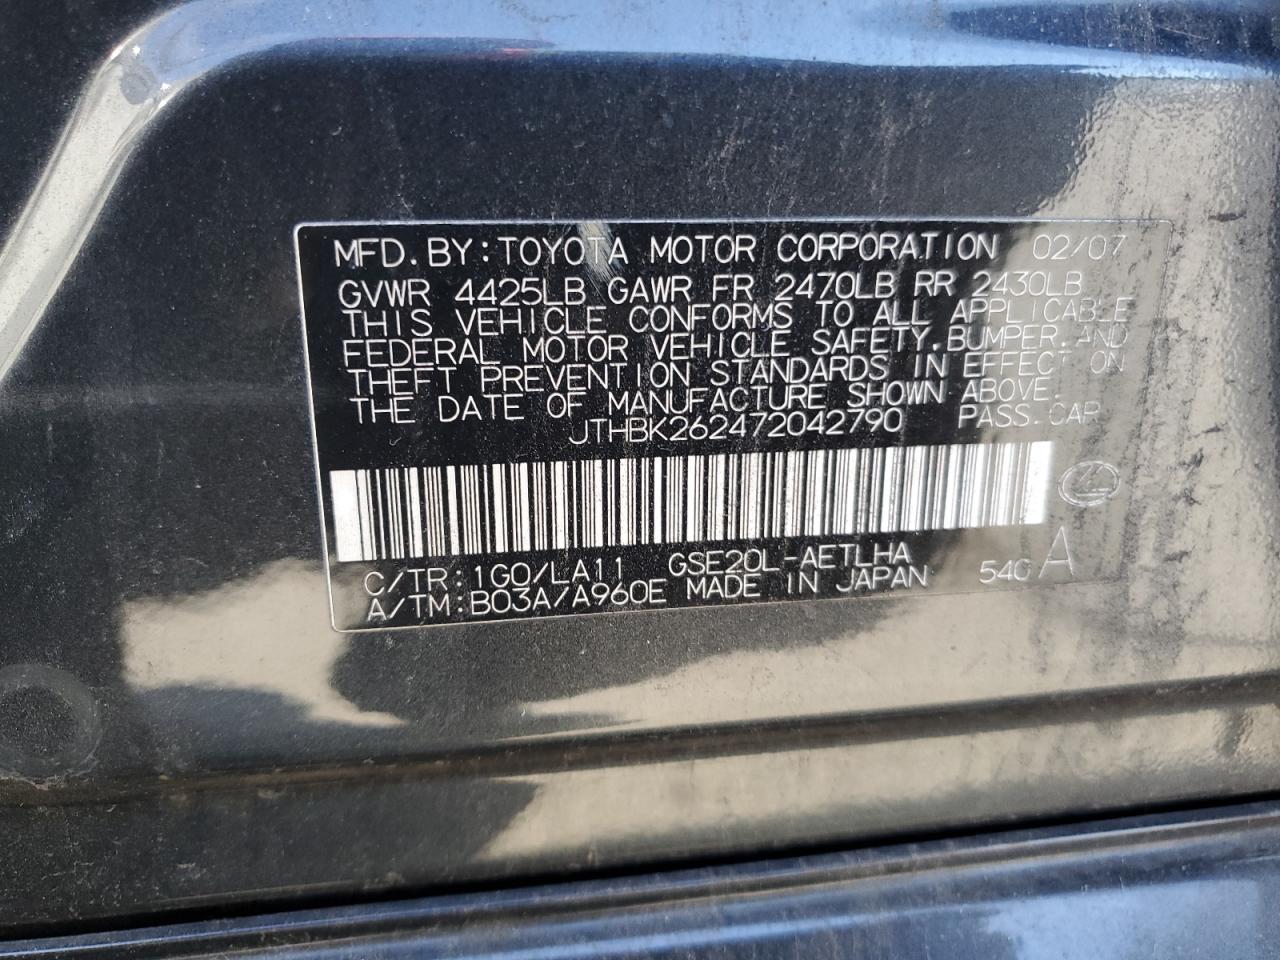 MFD. BY: TOYOTA MOTOR CORPORATION 02/07
GVWR 4425LB GAWR FR 2470LB RR 2430LB
THIS VEHICLE CONFORMS TO ALL APPLICABLE
FEDERAL MOTOR VEHICLE SAFETY, BUMPER, AND
THEFT PREVENTION STANDARDS IN EFFECT ON
THE DATE OF MANUFACTURE SHOWN ABOVE.
JTHBK262472042790 PASS. CAR
C/TR: 1G0/LA11 GSE20L-AETLHA
A/TM: B03A/A960E MADE IN JAPAN 540 A